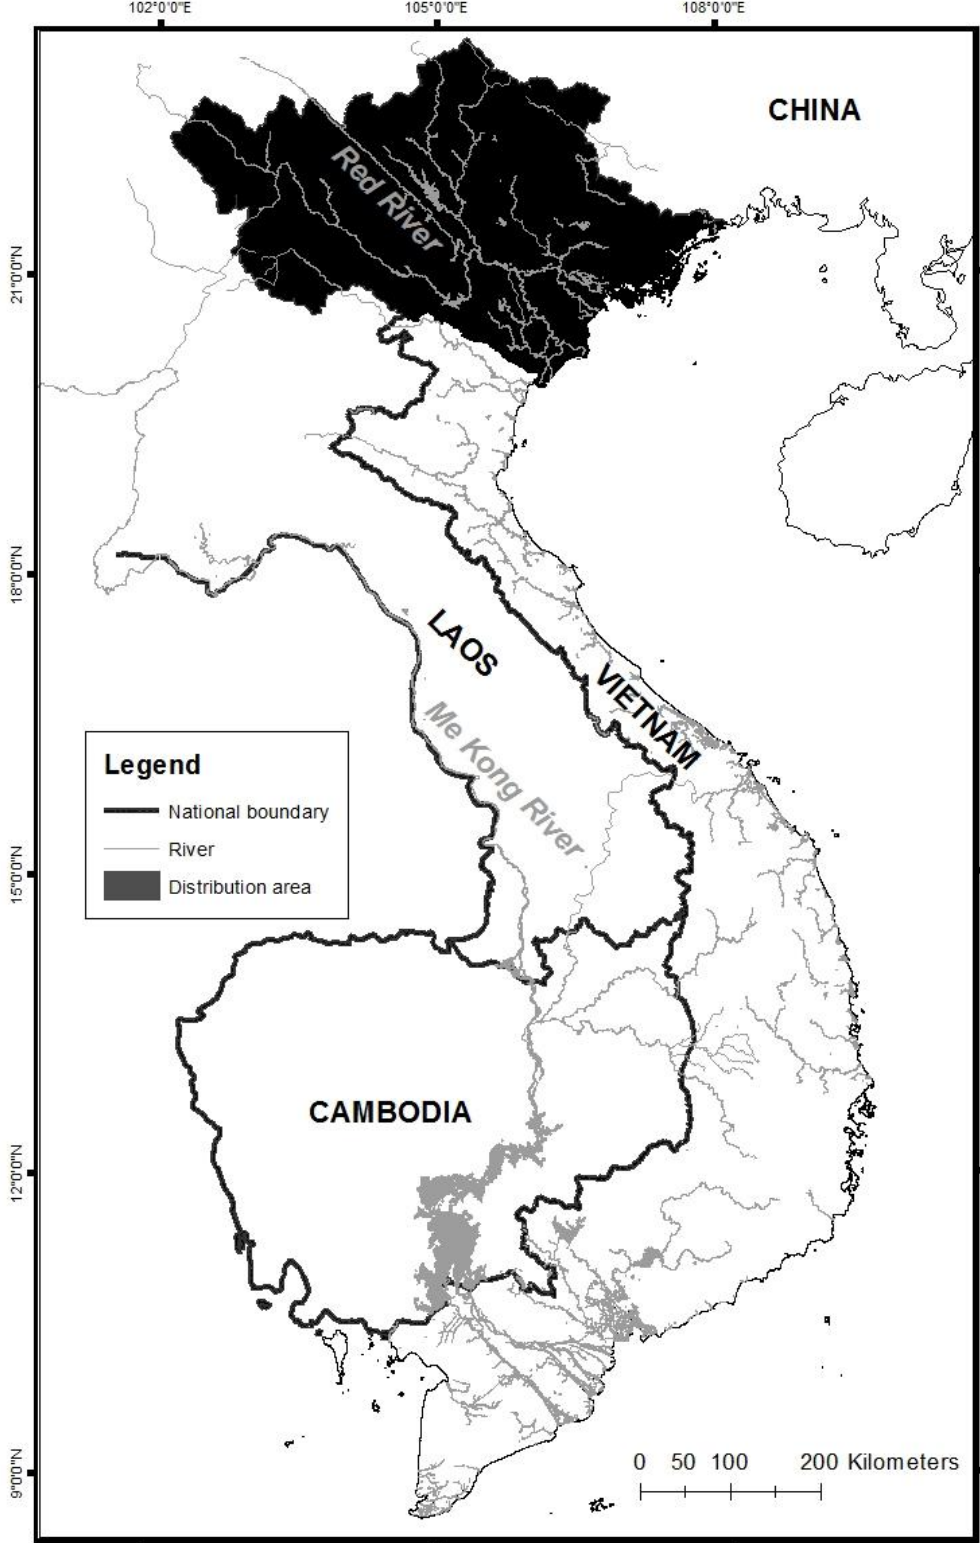 102°0'0"E
105°0'0"E
108°0'0"E
CHINA
Red River
21°0'0"N
18°0'0"N
LAOS
VIETNAM
Me Kong River
Legend
National boundary
River
Distribution area
15°0'0"N
CAMBODIA
12°0'0"N
9°0'0"N
0 50 100 200 Kilometers